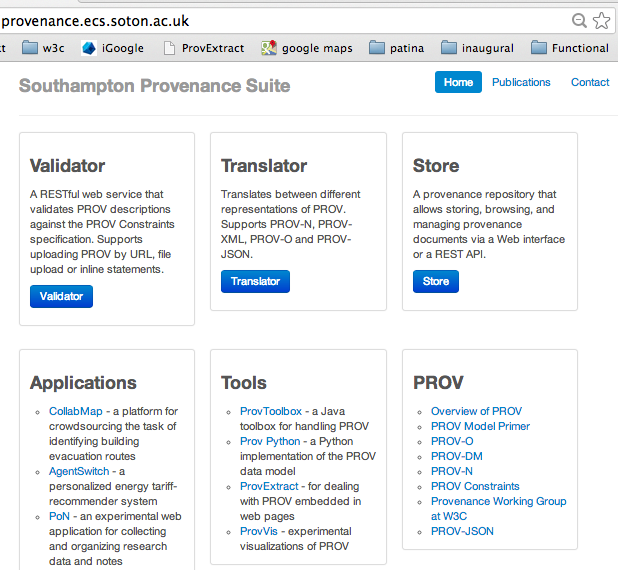 provenance.ecs.soton.ac.uk
w3c iGoogle ProvExtract google maps patina inaugural Functional
Southampton Provenance Suite
Home Publications Contact
Validator
A RESTful web service that
validates PROV descriptions
against the PROV Constraints
specification. Supports
uploading PROV by URL, file
upload or inline statements.
Validator
Translator
Translates between different
representations of PROV.
Supports PROV-N, PROV-
XML, PROV-O and PROV-
JSON.
Translator
Store
A provenance repository that
allows storing, browsing, and
managing provenance
documents via a Web interface
or a REST API.
Store
Applications
CollabMap - a platform for
crowdsourcing the task of
identifying building
evacuation routes
AgentSwitch - a
personalized energy tariff-
recommender system
PoN - an experimental web
application for collecting
and organizing research
data and notes
Tools
ProvToolbox - a Java
toolbox for handling PROV
Prov Python - a Python
implementation of the PROV
data model
ProvExtract - for dealing
with PROV embedded in
web pages
ProvVis - experimental
visualizations of PROV
PROV
Overview of PROV
PROV Model Primer
PROV-O
PROV-DM
PROV-N
PROV Constraints
Provenance Working Group
at W3C
PROV-JSON